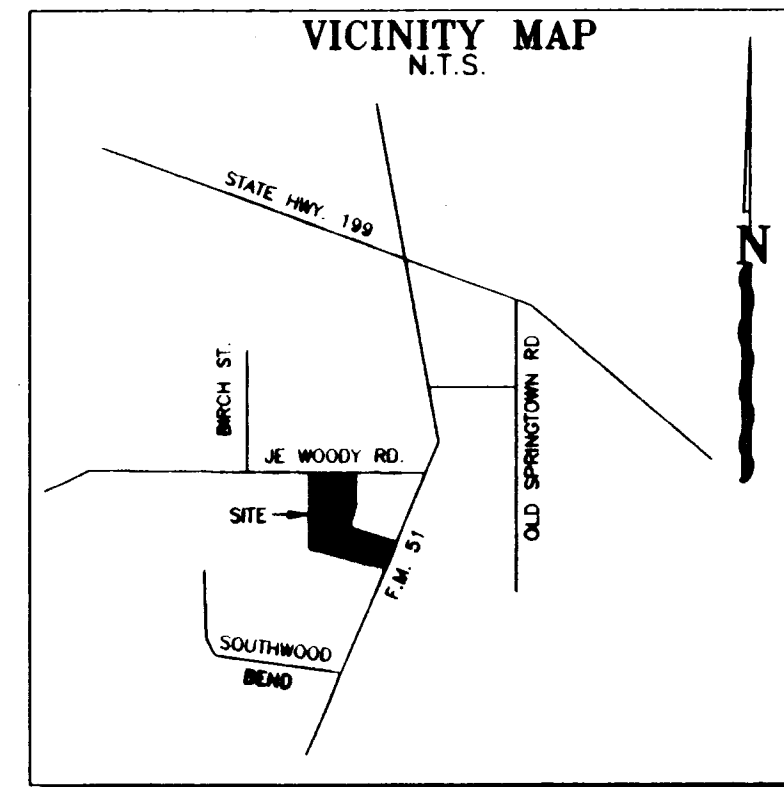 VICINITY MAP
N.T.S.
STATE HWY. 199
N
BIRCH ST.
OLD SPRINGTOWN RD
JE WOODY RD.
SITE
F.M. 51
SOUTHWOOD
BEND